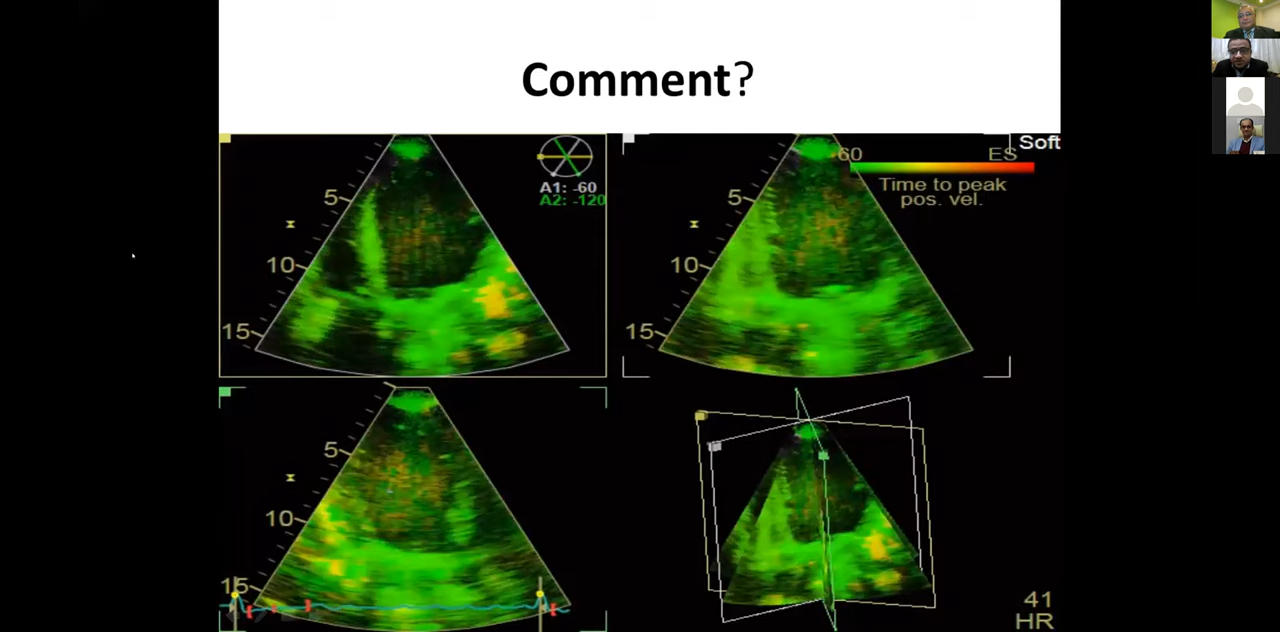 Comment?
5
10
15
A1: -60
A2: -120
5
10
15
Soft
60 ES
Time to peak
pos. vel.
5
10
15
41
HR